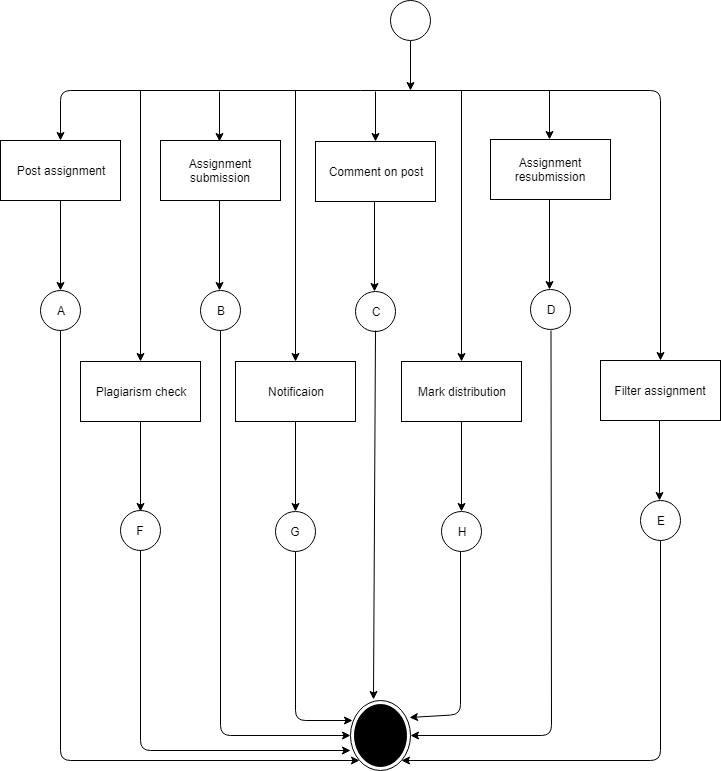 Post assignment
Assignment
submission
Comment on post
Assignment
resubmission
A
B
C
D
Plagiarism check
Notificaion
Mark distribution
Filter assignment
F
G
H
E